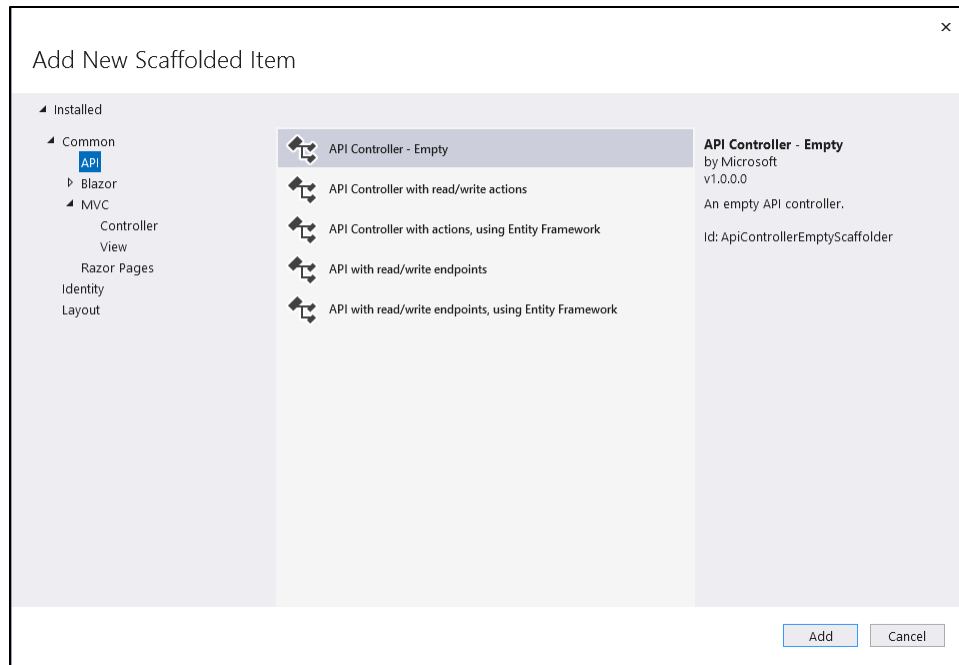 Add New Scaffolded Item
Installed
Common
API
Blazor
MVC
Controller
View
Razor Pages
Identity
Layout
API Controller - Empty
API Controller with read/write actions
API Controller with actions, using Entity Framework
API with read/write endpoints
API with read/write endpoints, using Entity Framework
API Controller - Empty
by Microsoft
v1.0.0.0
An empty API controller.
Id: ApiControllerEmptyScaffolder
Add
Cancel